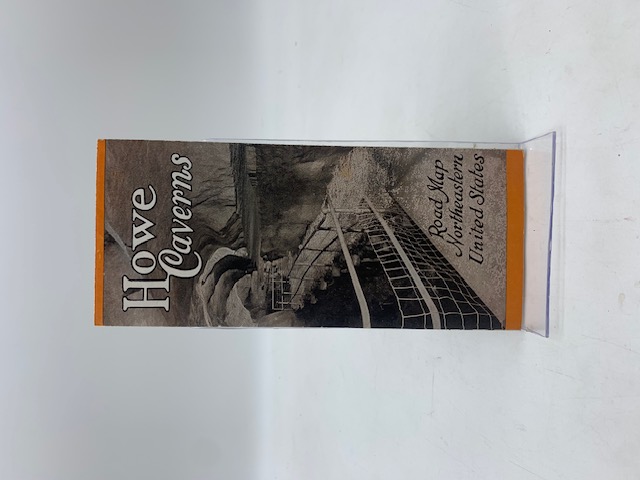 Howe
Caverns
Road Map
Northeastern
United States